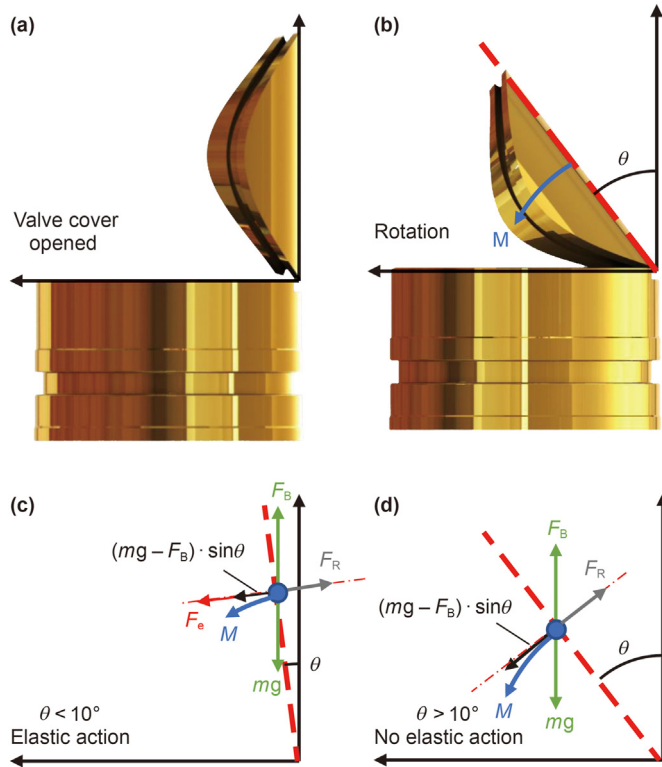 (a)
Valve cover
opened
(b)
θ
M
Rotation
(c)
F_B
(mg – F_B) · sinθ
F_R
F_e
M
mg
θ
θ < 10°
Elastic action
(d)
F_B
F_R
(mg – F_B) · sinθ
θ
M
mg
θ > 10°
No elastic action